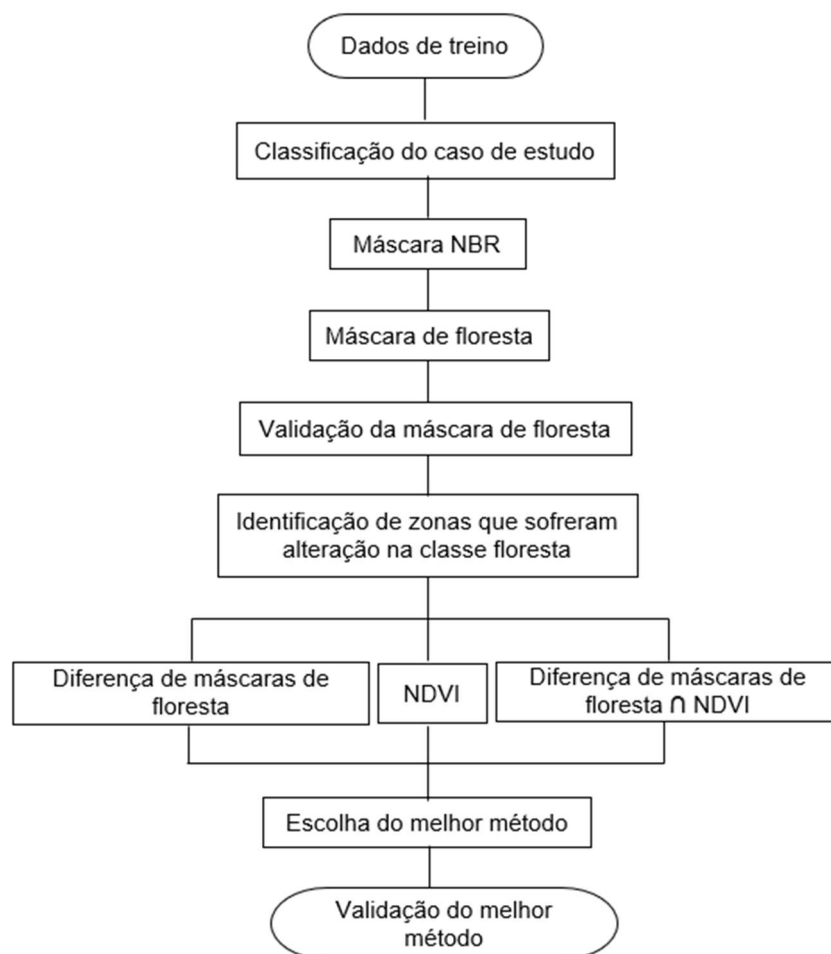 Dados de treino
Classificação do caso de estudo
Máscara NBR
Máscara de floresta
Validação da máscara de floresta
Identificação de zonas que sofreram
alteração na classe floresta
Diferença de máscaras de
floresta
NDVI
Diferença de máscaras de
floresta ∩ NDVI
Escolha do melhor método
Validação do melhor
método